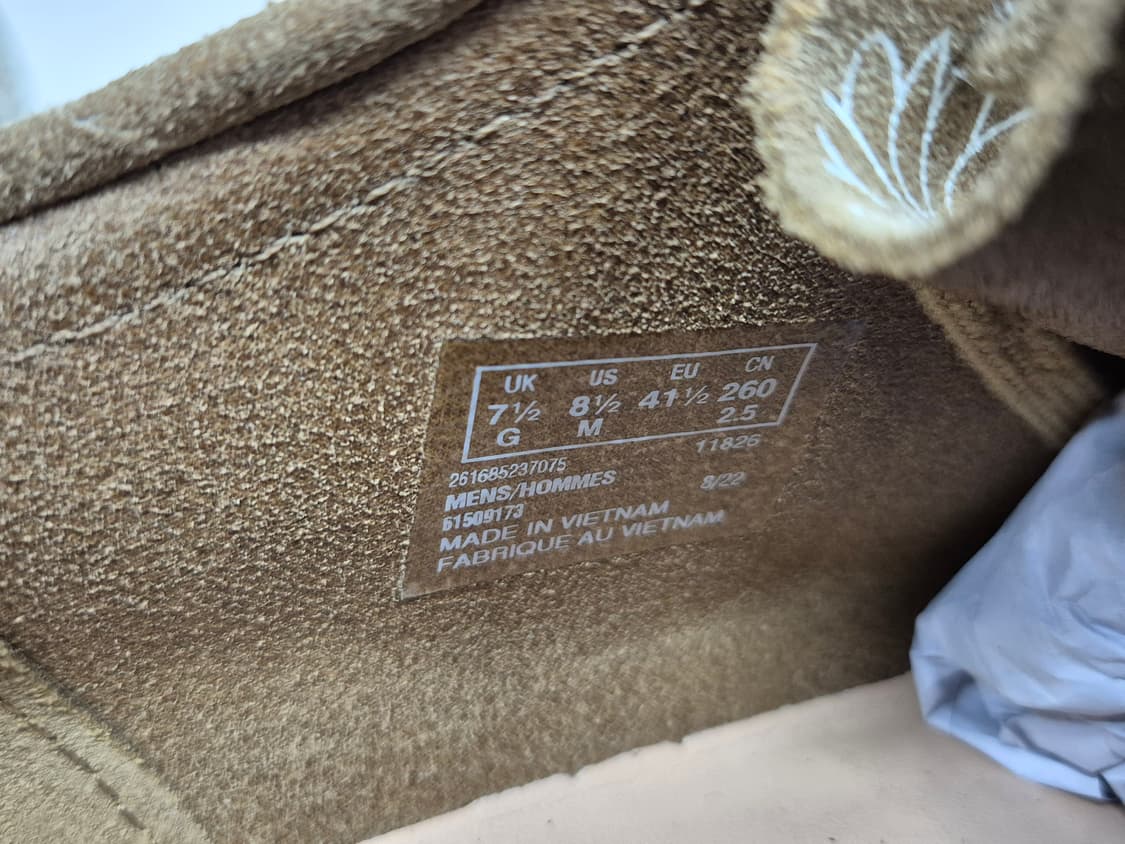 UK US EU CN
7½ 8½ 41½ 260
G M 2.5
261685237075 11826
MENS/HOMMES 8/22
61509173
MADE IN VIETNAM
FABRIQUE AU VIETNAM